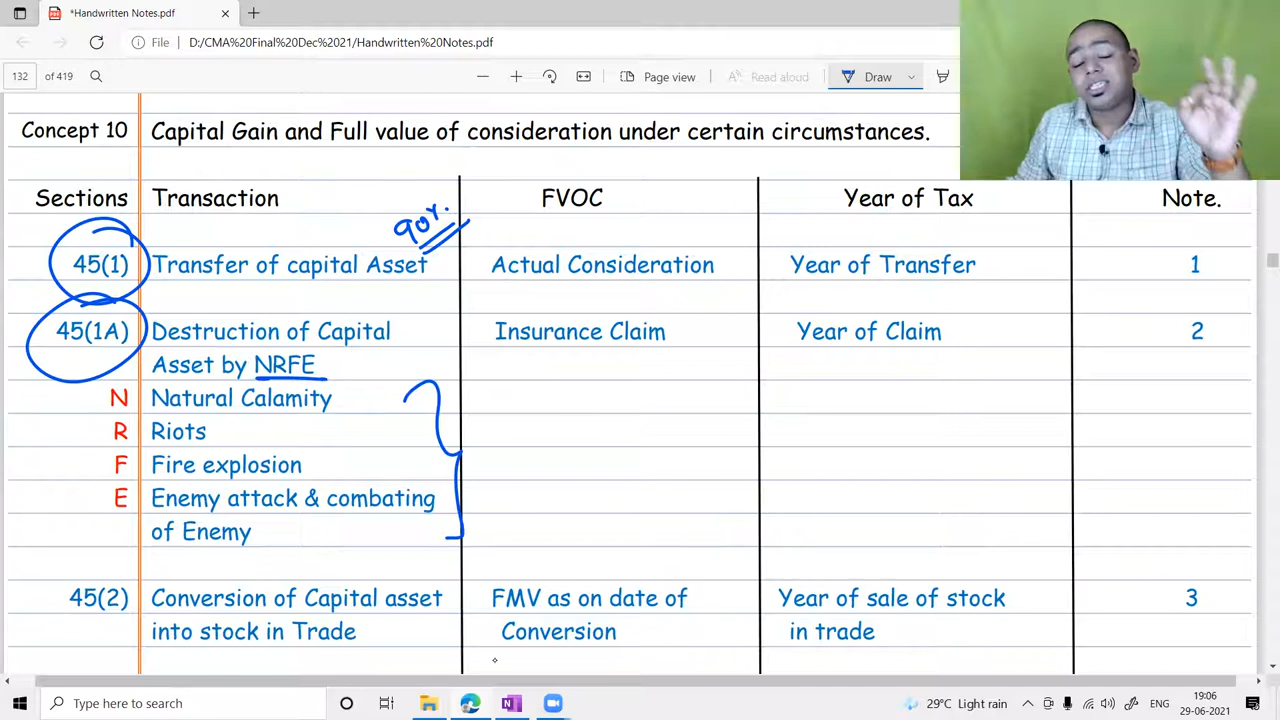 *Handwritten Notes.pdf
File D:/CMA%20Final%20Dec%2021/Handwritten%20Notes.pdf
132 of 419 Page view Read aloud Draw
Concept 10 Capital Gain and Full value of consideration under certain circumstances.
Sections Transaction FVOC Year of Tax Note.
90%.
45(1) Transfer of capital Asset Actual Consideration Year of Transfer 1
45(1A) Destruction of Capital Insurance Claim Year of Claim 2
Asset by NRFE
N Natural Calamity
R Riots
F Fire explosion
E Enemy attack & combating
of Enemy
45(2) Conversion of Capital asset FMV as on date of Year of sale of stock 3
into stock in Trade Conversion in trade
Type here to search 29°C Light rain ENG 19:06
29-06-2021